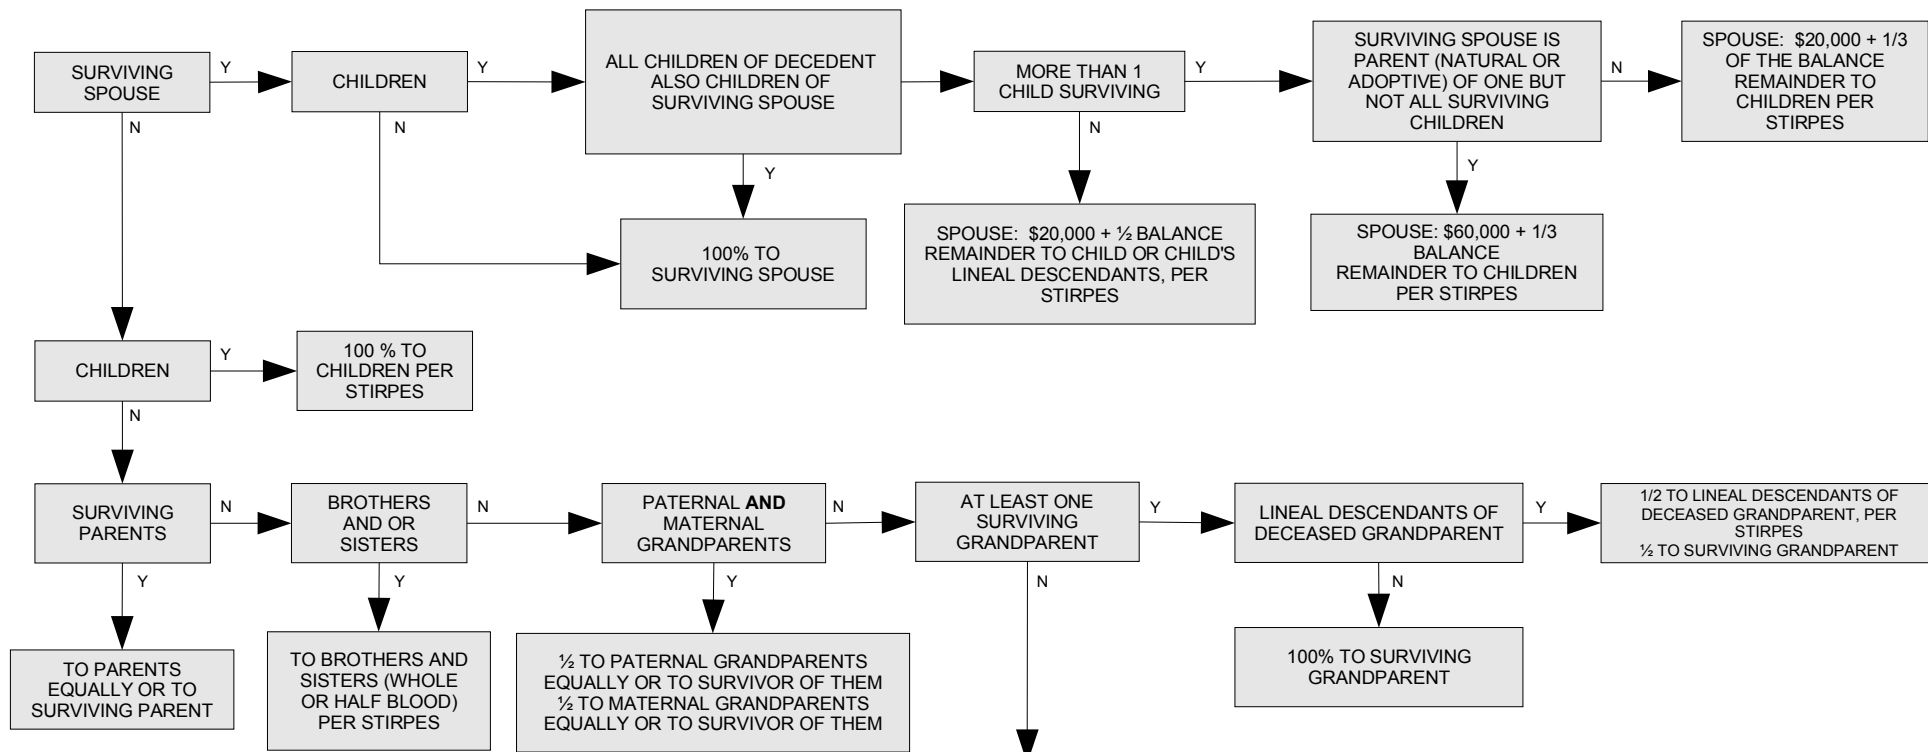 SURVIVING
SPOUSE
Y
N
CHILDREN
Y
N
ALL CHILDREN OF DECEDENT
ALSO CHILDREN OF
SURVIVING SPOUSE
Y
100% TO
SURVIVING SPOUSE
MORE THAN 1
CHILD SURVIVING
Y
N
SPOUSE: $20,000 + ½ BALANCE
REMAINDER TO CHILD OR CHILD'S
LINEAL DESCENDANTS, PER
STIRPES
SURVIVING SPOUSE IS
PARENT (NATURAL OR
ADOPTIVE) OF ONE BUT
NOT ALL SURVIVING
CHILDREN
N
Y
SPOUSE: $60,000 + 1/3
BALANCE
REMAINDER TO CHILDREN
PER STIRPES
SPOUSE: $20,000 + 1/3
OF THE BALANCE
REMAINDER TO
CHILDREN PER
STIRPES
CHILDREN
Y
N
100 % TO
CHILDREN PER
STIRPES
SURVIVING
PARENTS
N
Y
TO PARENTS
EQUALLY OR TO
SURVIVING PARENT
BROTHERS
AND OR
SISTERS
N
Y
TO BROTHERS AND
SISTERS (WHOLE
OR HALF BLOOD)
PER STIRPES
PATERNAL AND
MATERNAL
GRANDPARENTS
N
Y
½ TO PATERNAL GRANDPARENTS
EQUALLY OR TO SURVIVOR OF THEM
½ TO MATERNAL GRANDPARENTS
EQUALLY OR TO SURVIVOR OF THEM
AT LEAST ONE
SURVIVING
GRANDPARENT
Y
N
LINEAL DESCENDANTS OF
DECEASED GRANDPARENT
Y
N
100% TO SURVIVING
GRANDPARENT
1/2 TO LINEAL DESCENDANTS OF
DECEASED GRANDPARENT, PER
STIRPES
½ TO SURVIVING GRANDPARENT